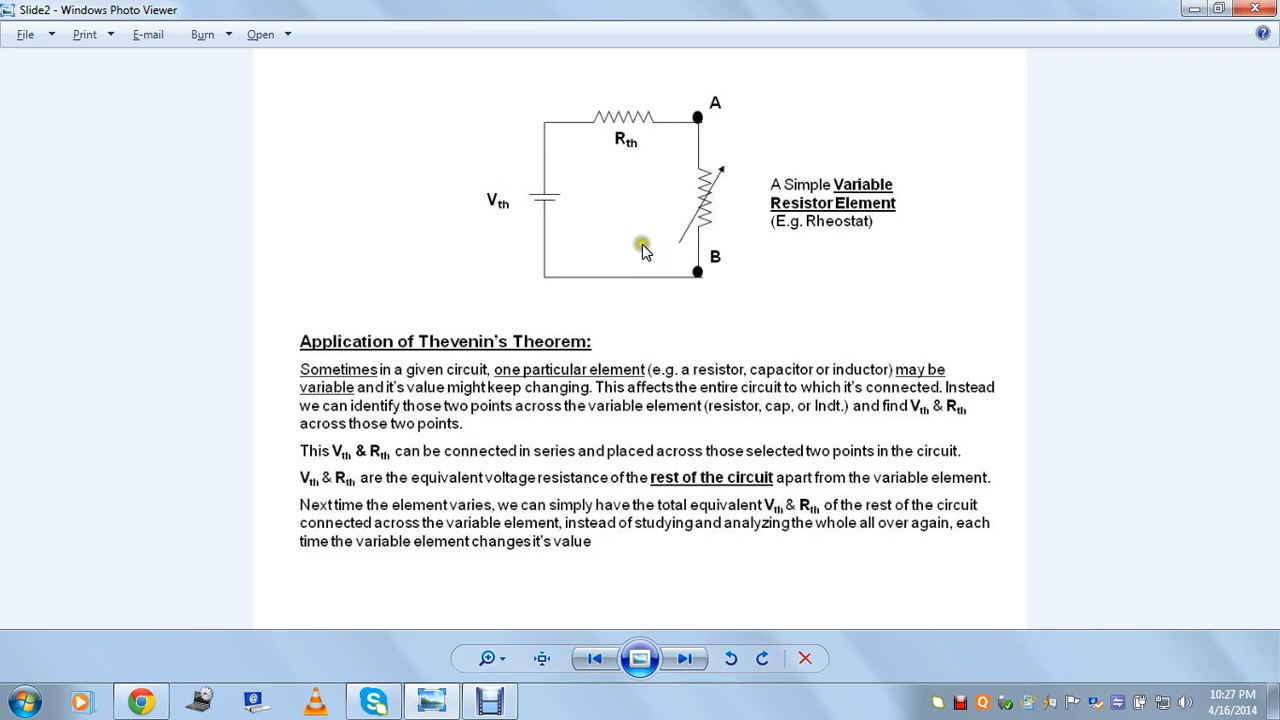 Slide2 - Windows Photo Viewer
File Print E-mail Burn Open
A
Rth
Vth
A Simple Variable
Resistor Element
(E.g. Rheostat)
B
Application of Thevenin's Theorem:
Sometimes in a given circuit, one particular element (e.g. a resistor, capacitor or inductor) may be
variable and it's value might keep changing. This affects the entire circuit to which it's connected. Instead
we can identify those two points across the variable element (resistor, cap, or Indt.) and find Vth & Rth
across those two points.
This Vth & Rth can be connected in series and placed across those selected two points in the circuit.
Vth & Rth are the equivalent voltage resistance of the rest of the circuit apart from the variable element.
Next time the element varies, we can simply have the total equivalent Vth & Rth of the rest of the circuit
connected across the variable element, instead of studying and analyzing the whole all over again, each
time the variable element changes it's value
10:27 PM
4/16/2014